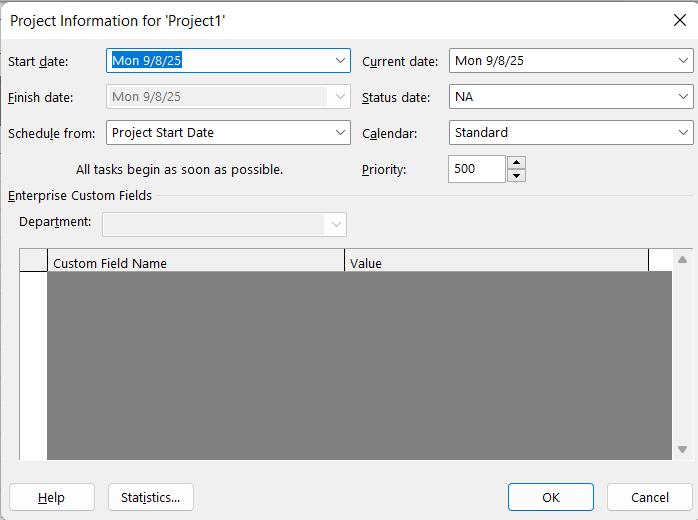 Project Information for 'Project1'
Start date: Mon 9/8/25 Current date: Mon 9/8/25
Finish date: Mon 9/8/25 Status date: NA
Schedule from: Project Start Date Calendar: Standard
All tasks begin as soon as possible. Priority: 500
Enterprise Custom Fields
Department:
Custom Field Name Value
Help Statistics... OK Cancel